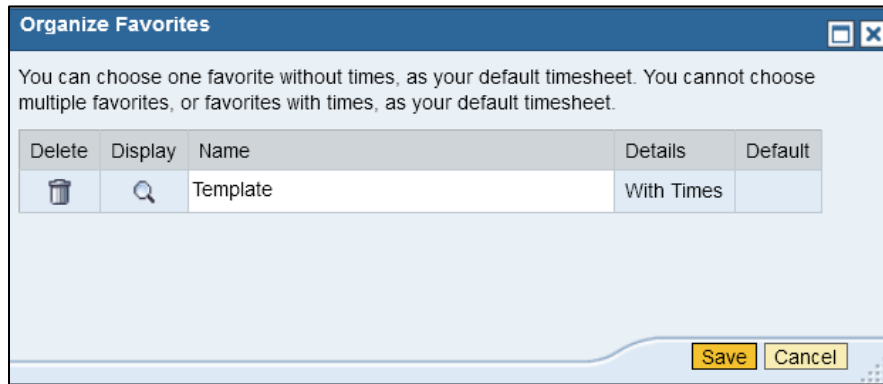 Organize Favorites
You can choose one favorite without times, as your default timesheet. You cannot choose
multiple favorites, or favorites with times, as your default timesheet.
Delete Display Name Details Default
Template With Times
Save Cancel